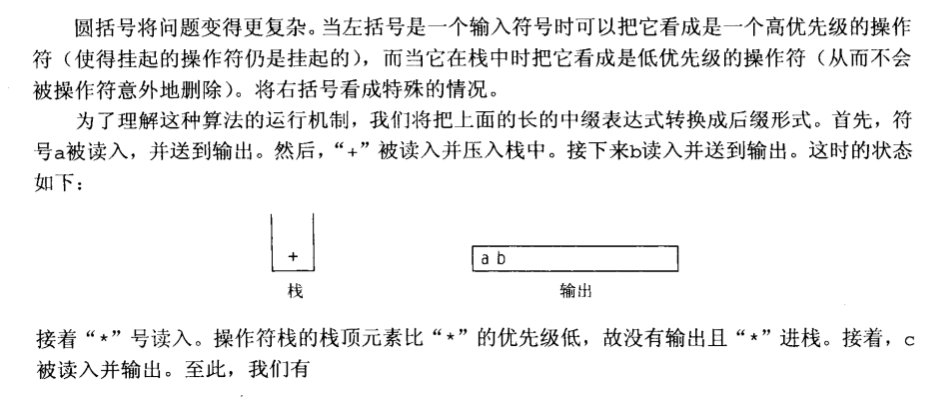 圆括号将问题变得更复杂。当左括号是一个输入符号时可以把它看成是一个高优先级的操作
符（使得挂起的操作符仍是挂起的），而当它在栈中时把它看成是低优先级的操作符（从而不会
被操作符意外地删除）。将右括号看成特殊的情况。
为了理解这种算法的运行机制，我们将把上面的长的中缀表达式转换成后缀形式。首先，符
号a被读入，并送到输出。然后，“+”被读入并压入栈中。接下来b读入并送到输出。这时的状态
如下：
+
a b
栈
输出
接着“*”号读入。操作符栈的栈顶元素比“*”的优先级低，故没有输出且“*”进栈。接着，c
被读入并输出。至此，我们有